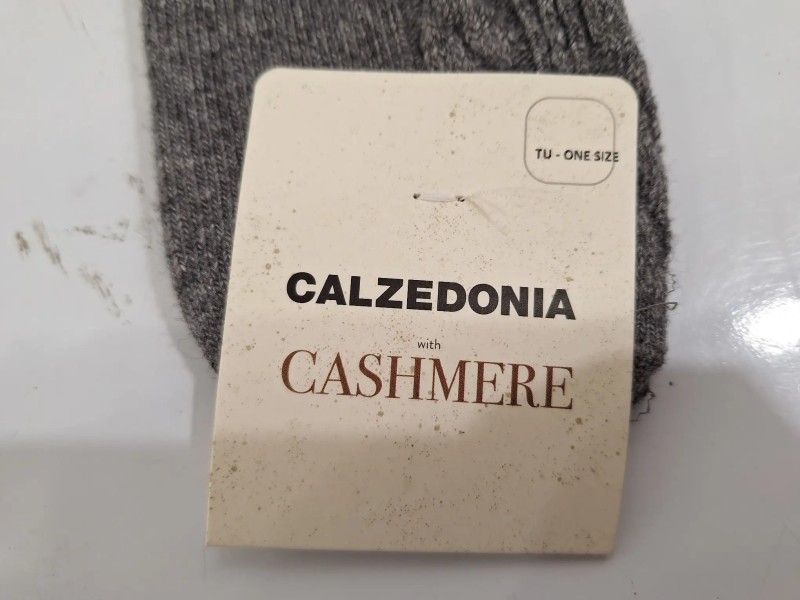 TU - ONE SIZE
CALZEDONIA
with
CASHMERE